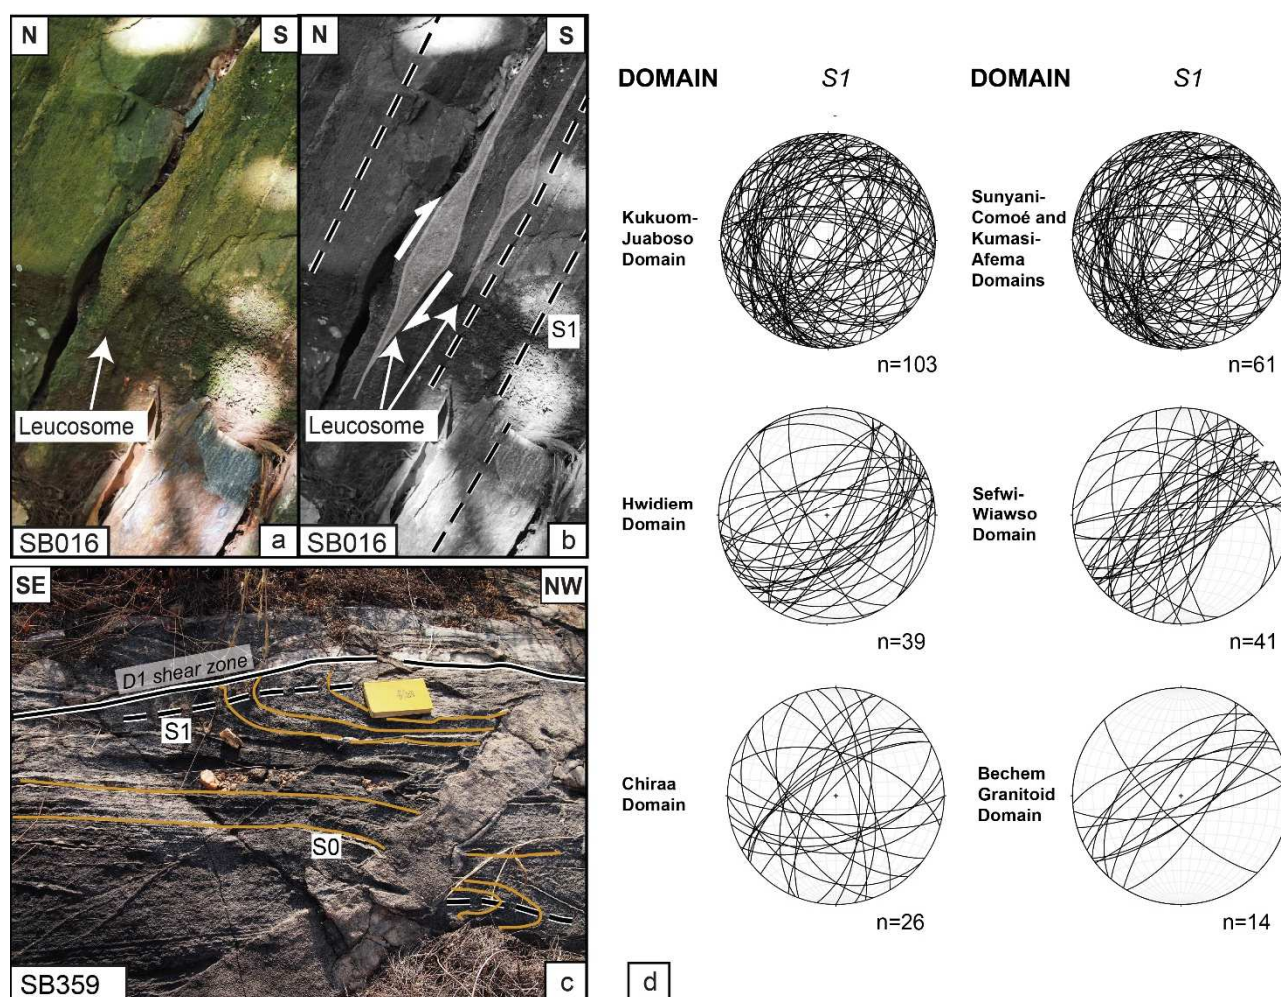 N
S
Leucosome
SB016
a
N
S
S1
Leucosome
SB016
b
SE
NW
D1 shear zone
S1
S0
SB359
c
DOMAIN S1 DOMAIN S1
Kukuom-
Juaboso
Domain
n=103
Sunyani-
Comoé and
Kumasi-
Afema
Domains
n=61
Hwidiem
Domain
n=39
Sefwi-
Wiawso
Domain
n=41
Chiraa
Domain
n=26
Bechem
Granitoid
Domain
n=14
d